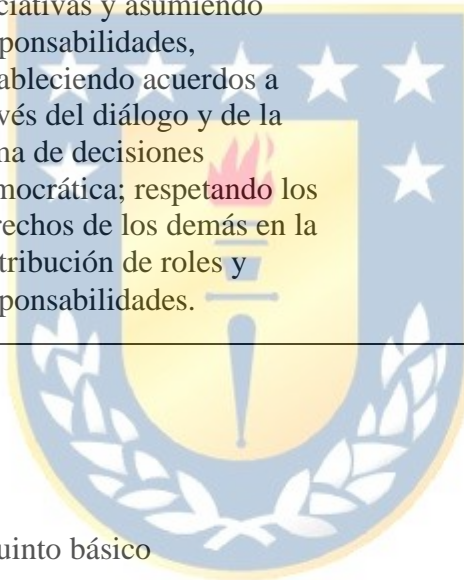 ciativas y asumiendo
ponsabilidades,
ableciendo acuerdos a
vés del diálogo y de la
na de decisiones
mocrática; respetando los
rechos de los demás en la
tribución de roles y
ponsabilidades.
uinto básico